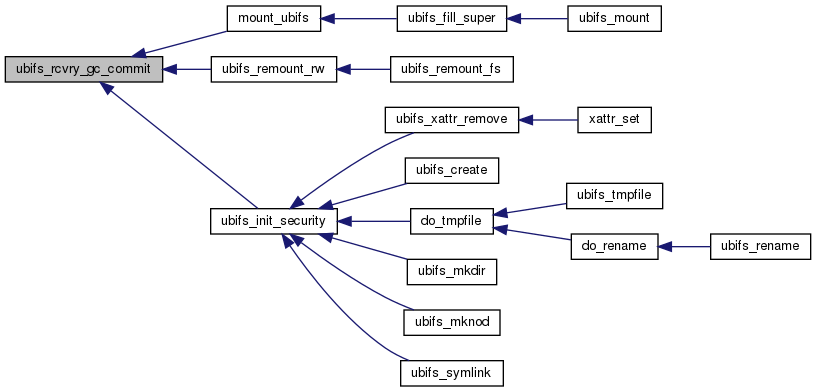 mount_ubifs
ubifs_fill_super
ubifs_mount
ubifs_rcvry_gc_commit
ubifs_remount_rw
ubifs_remount_fs
ubifs_xattr_remove
xattr_set
ubifs_create
ubifs_tmpfile
ubifs_init_security
do_tmpfile
do_rename
ubifs_rename
ubifs_mkdir
ubifs_mknod
ubifs_symlink